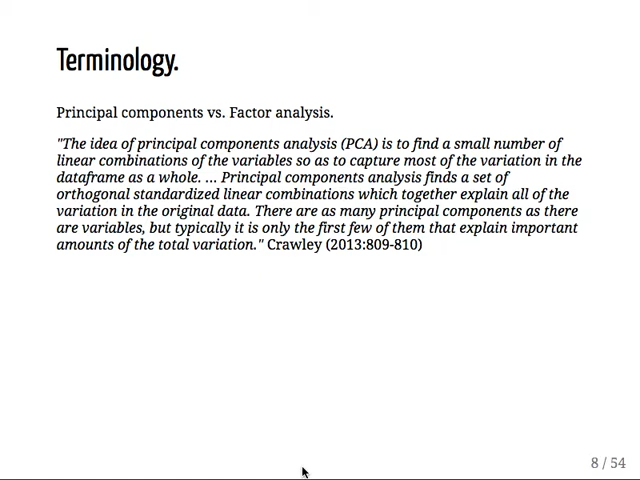 Terminology.
Principal components vs. Factor analysis.
"The idea of principal components analysis (PCA) is to find a small number of
linear combinations of the variables so as to capture most of the variation in the
dataframe as a whole. ... Principal components analysis finds a set of
orthogonal standardized linear combinations which together explain all of the
variation in the original data. There are as many principal components as there
are variables, but typically it is only the first few of them that explain important
amounts of the total variation." Crawley (2013:809-810)
8 / 54